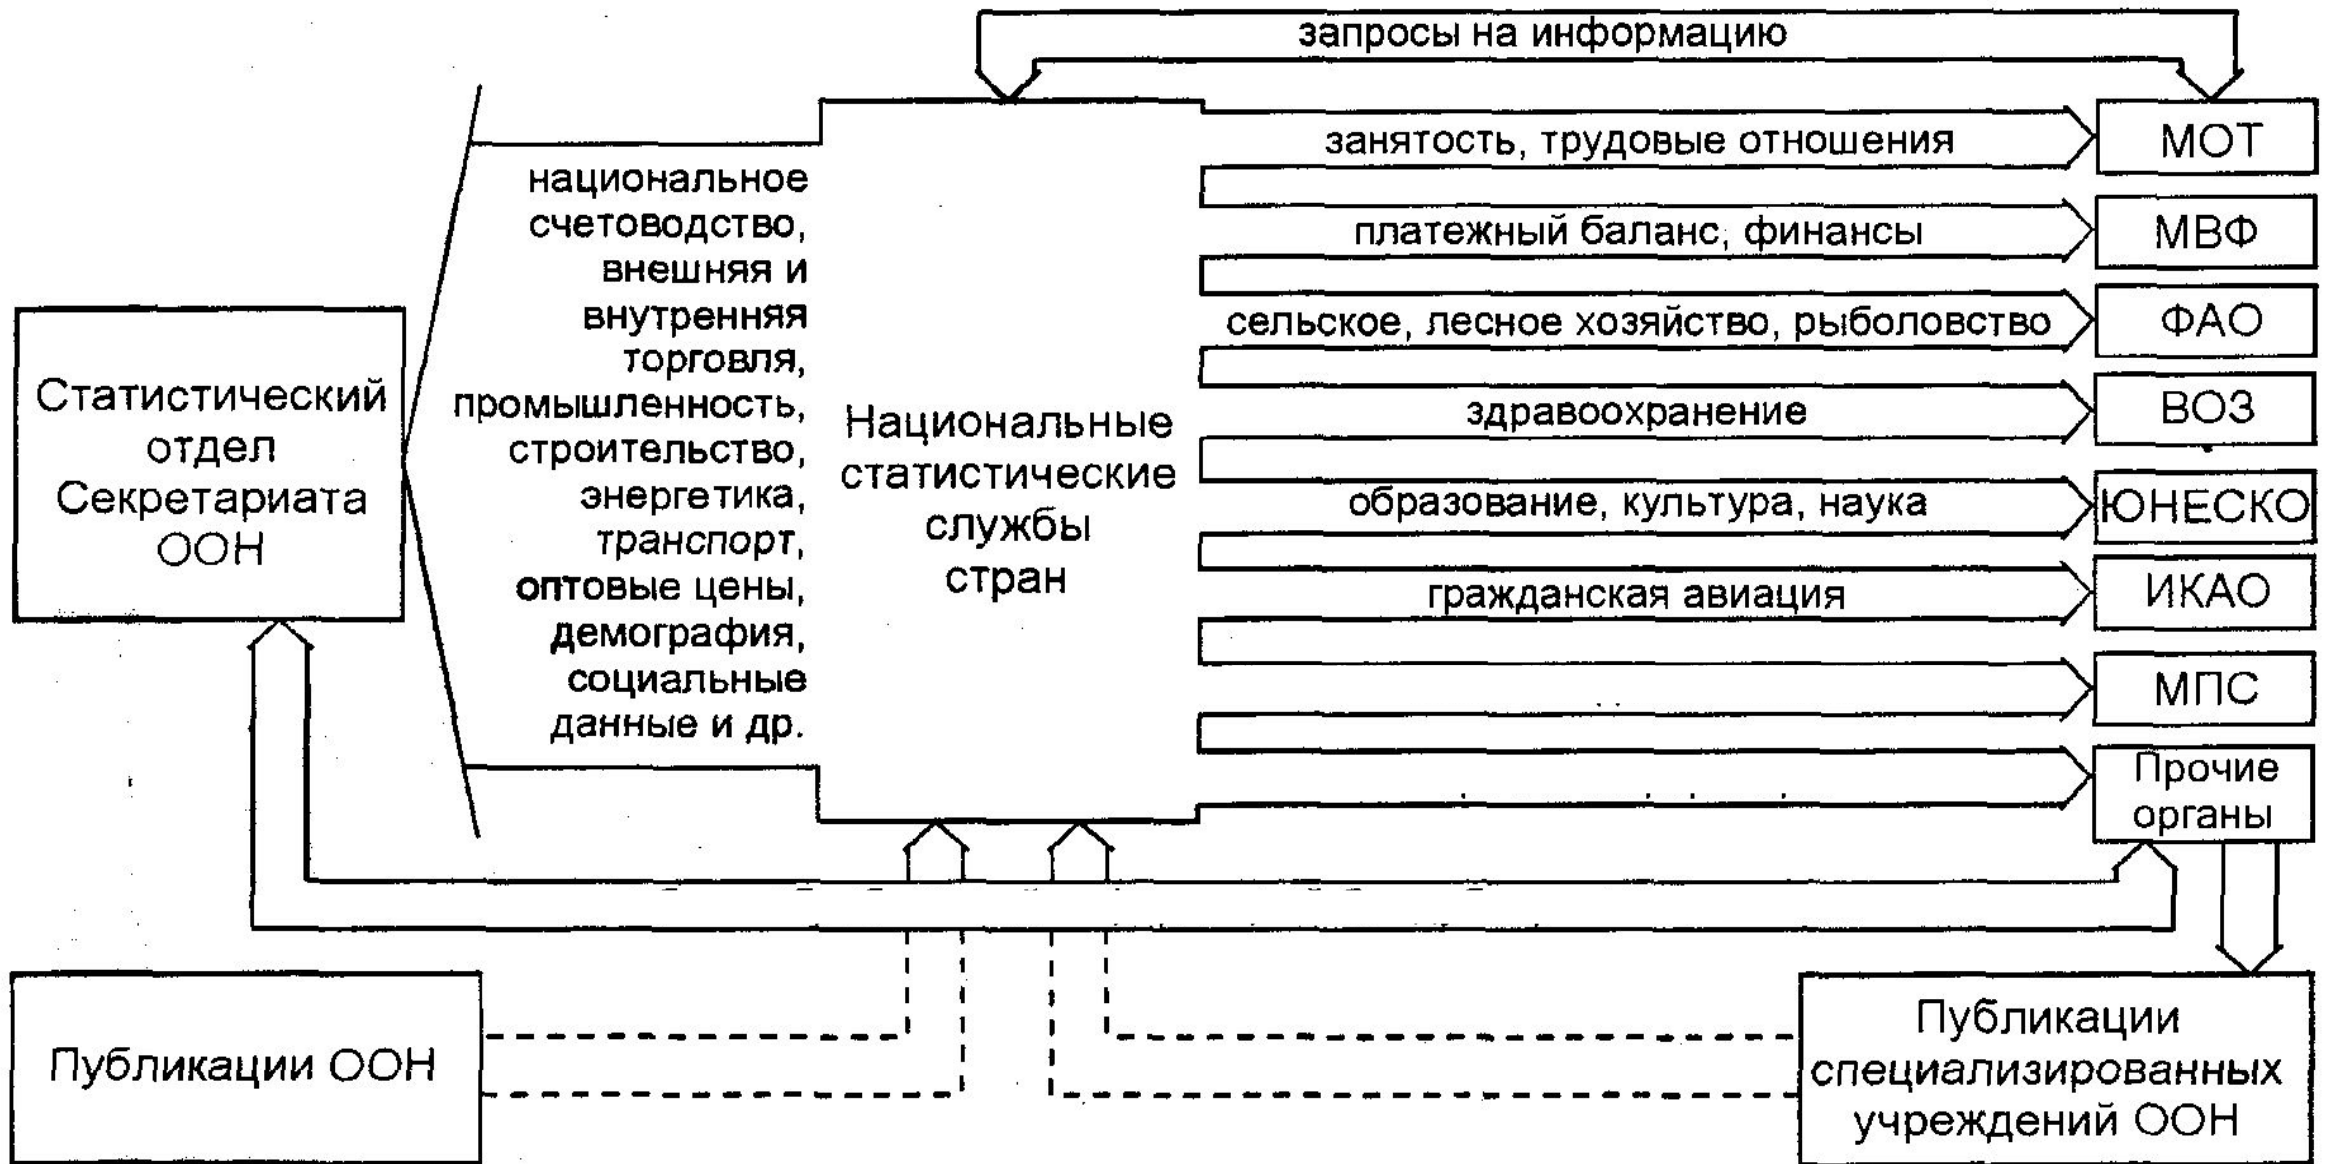 запросы на информацию
Статистический
отдел
Секретариата
ООН
национальное
счетоводство,
внешняя и
внутренняя
торговля,
промышленность,
строительство,
энергетика,
транспорт,
оптовые цены,
демография,
социальные
данные и др.
Национальные
статистические
службы
стран
занятость, трудовые отношения
МОТ
платежный баланс, финансы
МВФ
сельское, лесное хозяйство, рыболовство
ФАО
здравоохранение
ВОЗ
образование, культура, наука
ЮНЕСКО
гражданская авиация
ИКАО
МПС
Прочие
органы
Публикации ООН
Публикации
специализированных
учреждений ООН